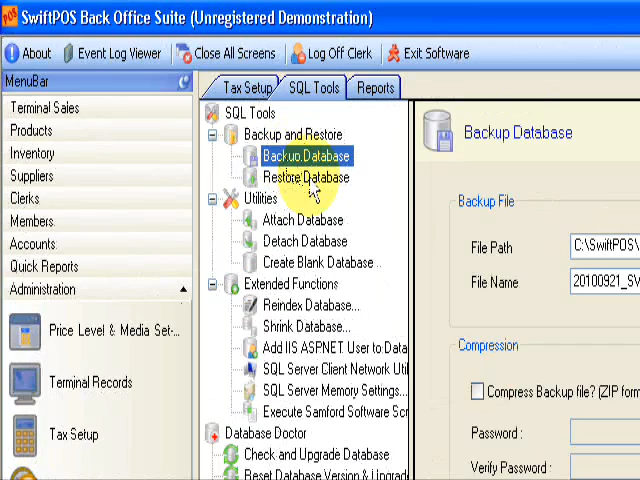 SwiftPOS Back Office Suite (Unregistered Demonstration)
About Event Log Viewer Close All Screens Log Off Clerk Exit Software
MenuBar
Terminal Sales
Products
Inventory
Suppliers
Clerks
Members
Accounts
Quick Reports
Administration
Price Level & Media Set-...
Terminal Records
Tax Setup
Tax Setup SQL Tools Reports
SQL Tools
Backup and Restore
Backup Database
Restore Database
Utilities
Attach Database
Detach Database
Create Blank Database ..
Extended Functions
Reindex Database...
Shrink Database...
Add IIS ASPNET User to Data
SQL Server Client Network Util
SQL Server Memory Settings...
Execute Samford Software Scr
Database Doctor
Check and Upgrade Database
Reset Database Version & Upgrade
Backup Database
Backup File
File Path C:\SwiftPOS\
File Name 20100921_SV
Compression
Compress Backup file? (ZIP form
Password :
Verify Password :